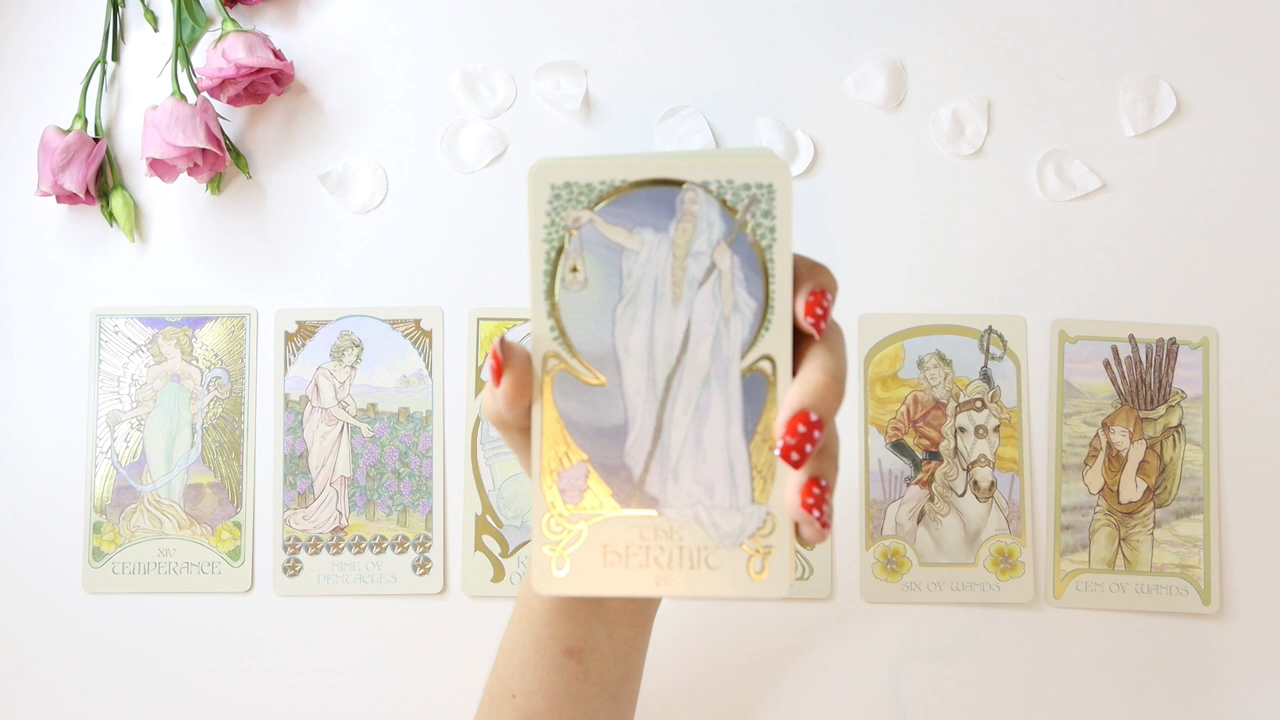 XIV
TEMPERANCE
NINE OF
PENTACLES
THE
HERMIT
SIX OF WANDS
TEN OF WANDS